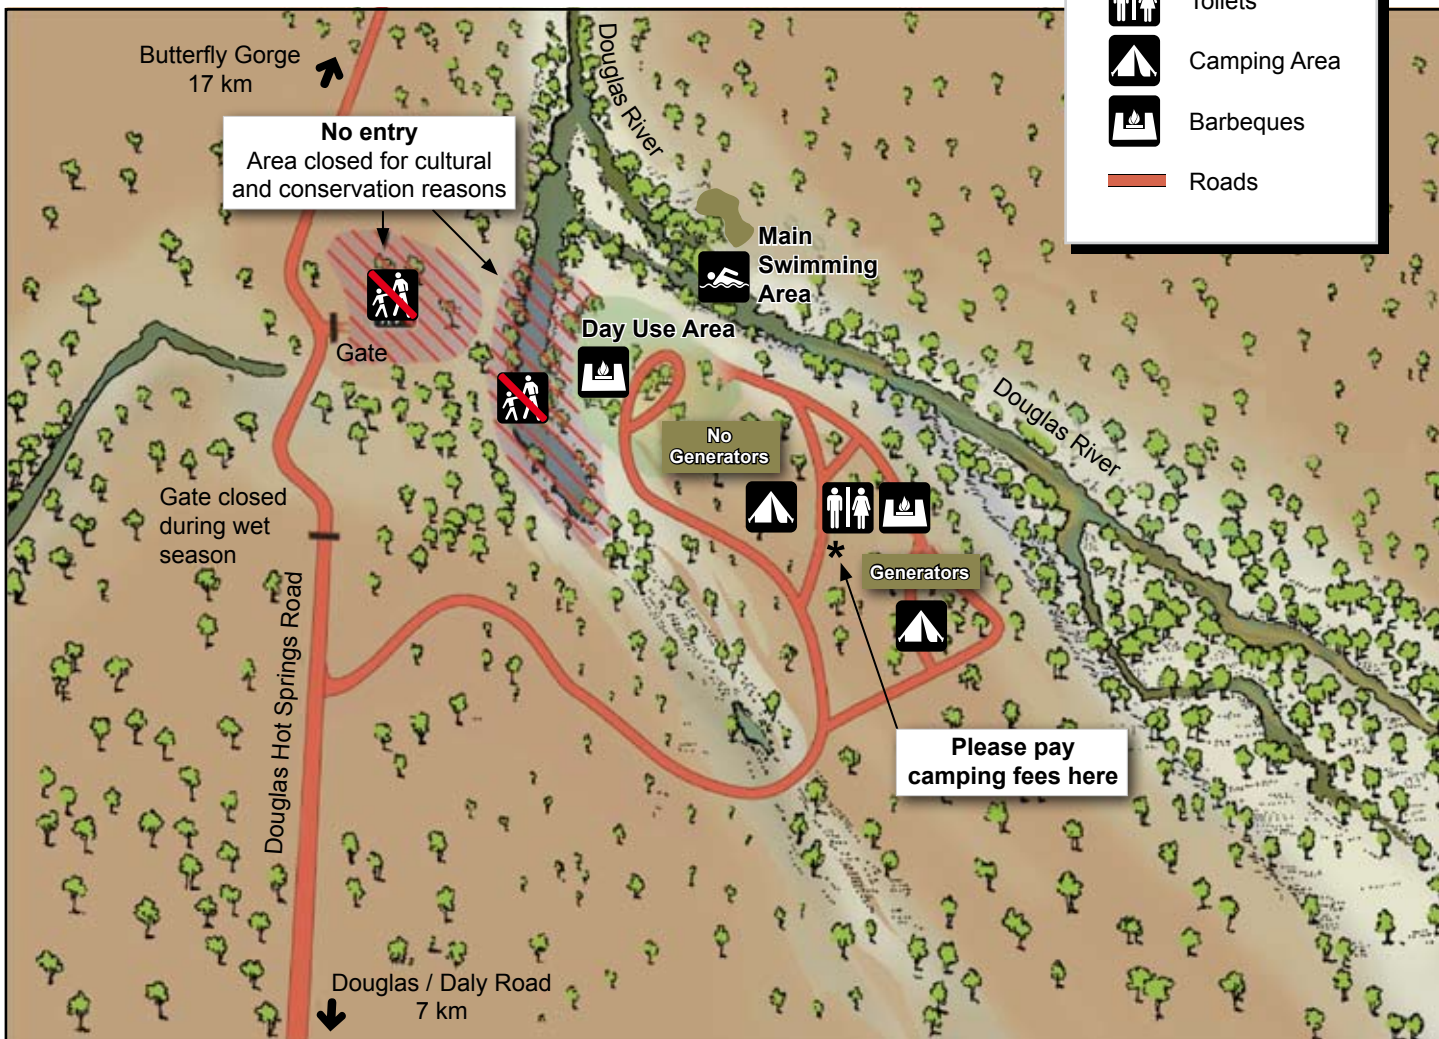 Toilets
Camping Area
Barbeques
Roads
Butterfly Gorge
17 km
Douglas River
No entry
Area closed for cultural
and conservation reasons
Main
Swimming
Area
Day Use Area
Gate
Douglas River
No
Generators
Gate closed
during wet
season
*
Generators
Douglas Hot Springs Road
Please pay
camping fees here
Douglas / Daly Road
7 km